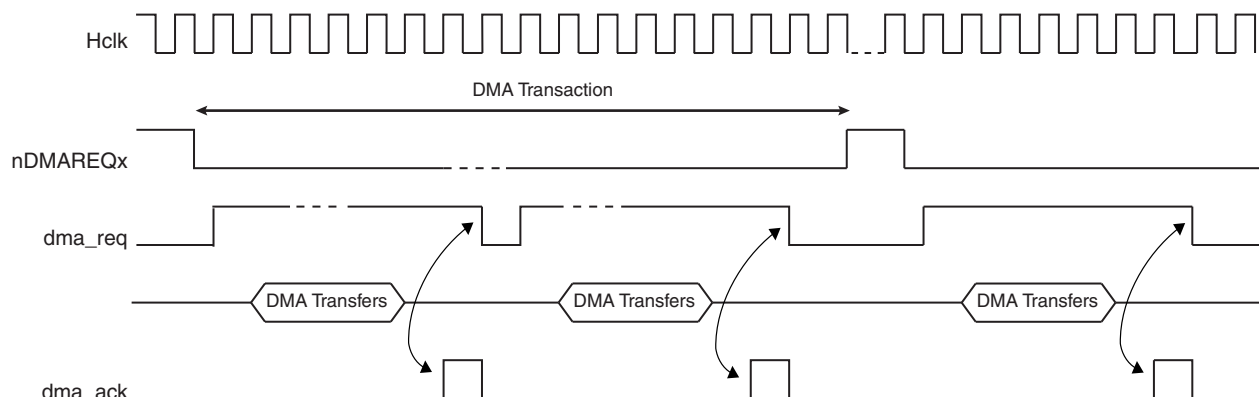 Hclk
DMA Transaction
nDMAREQx
dma_req
DMA Transfers DMA Transfers DMA Transfers
dma_ack